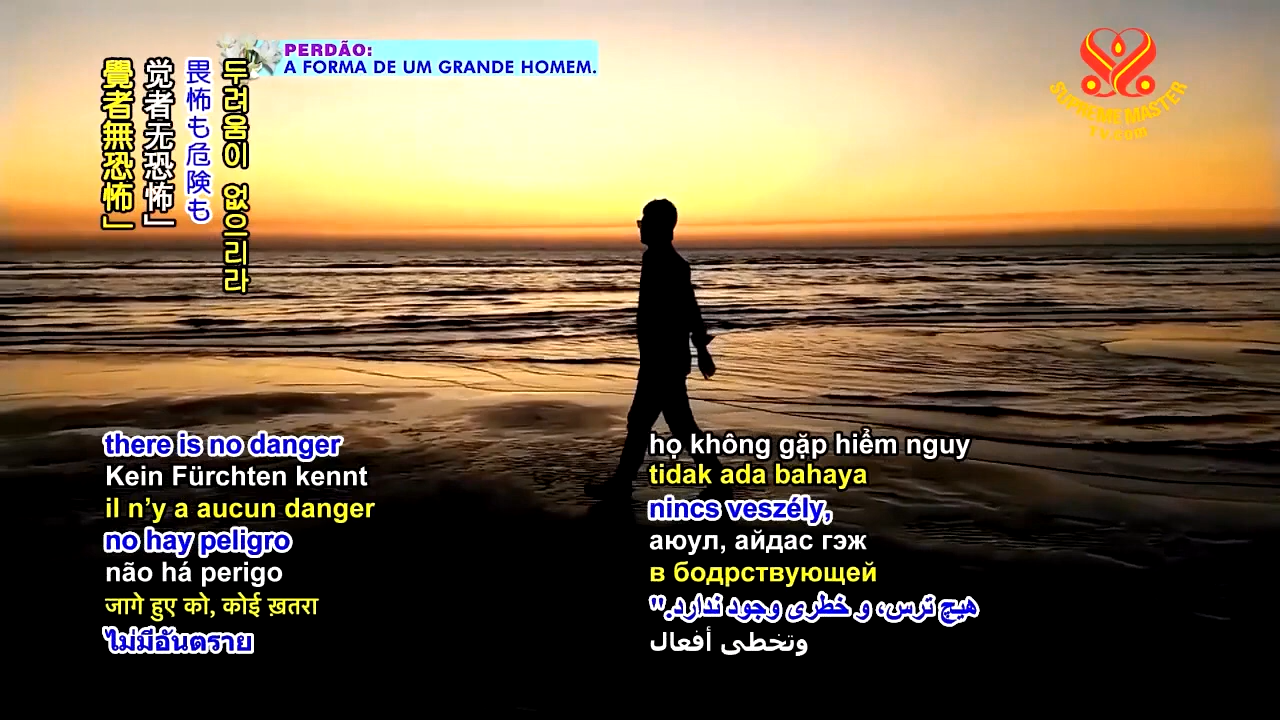 PERDÃO:
A FORMA DE UM GRANDE HOMEM.
SUPREME MASTER
TV.com
두려움이 없으리라
畏怖も危険も
觉者无恐怖」
覺者無恐怖」
there is no danger
Kein Fürchten kennt
il n’y a aucun danger
no hay peligro
não há perigo
जागे हुए को, कोई ख़तरा
ไม่มีอันตราย
họ không gặp hiểm nguy
tidak ada bahaya
nincs veszély,
аюул, айдас гэж
в бодрствующей
هیچ ترس، و خطری وجود ندارد."
وتخطى أفعال